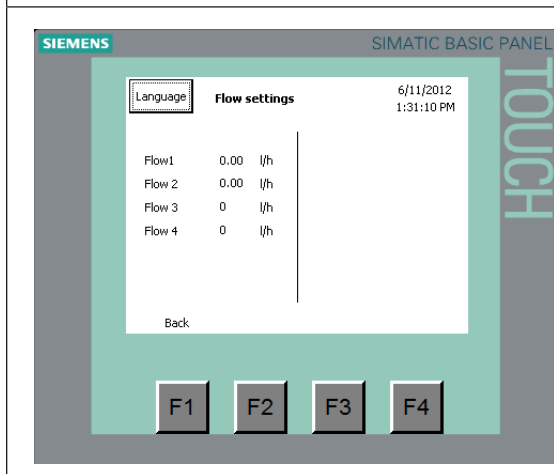 SIEMENS
SIMATIC BASIC PANEL
TOUCH
Language
Flow settings
6/11/2012
1:31:10 PM
Flow1 0.00 l/h
Flow 2 0.00 l/h
Flow 3 0 l/h
Flow 4 0 l/h
Back
F1 F2 F3 F4